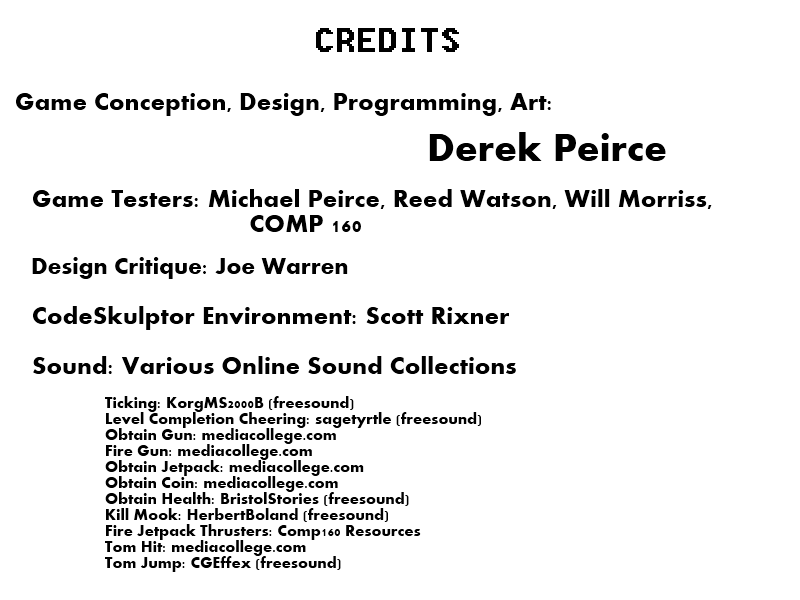 CREDITS
Game Conception, Design, Programming, Art:
Derek Peirce
Game Testers: Michael Peirce, Reed Watson, Will Morriss,
COMP 160
Design Critique: Joe Warren
CodeSkulptor Environment: Scott Rixner
Sound: Various Online Sound Collections
Ticking: KorgMS2000B (freesound)
Level Completion Cheering: sagetyrtle (freesound)
Obtain Gun: mediacollege.com
Fire Gun: mediacollege.com
Obtain Jetpack: mediacollege.com
Obtain Coin: mediacollege.com
Obtain Health: BristolStories (freesound)
Kill Mook: HerbertBoland (freesound)
Fire Jetpack Thrusters: Comp160 Resources
Tom Hit: mediacollege.com
Tom Jump: CGEffex (freesound)